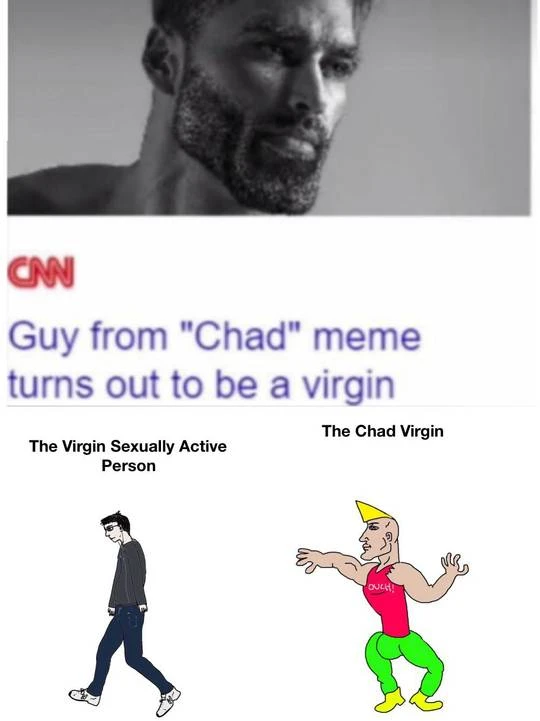 CNN
Guy from "Chad" meme
turns out to be a virgin
The Virgin Sexually Active
Person
The Chad Virgin
OUCH!